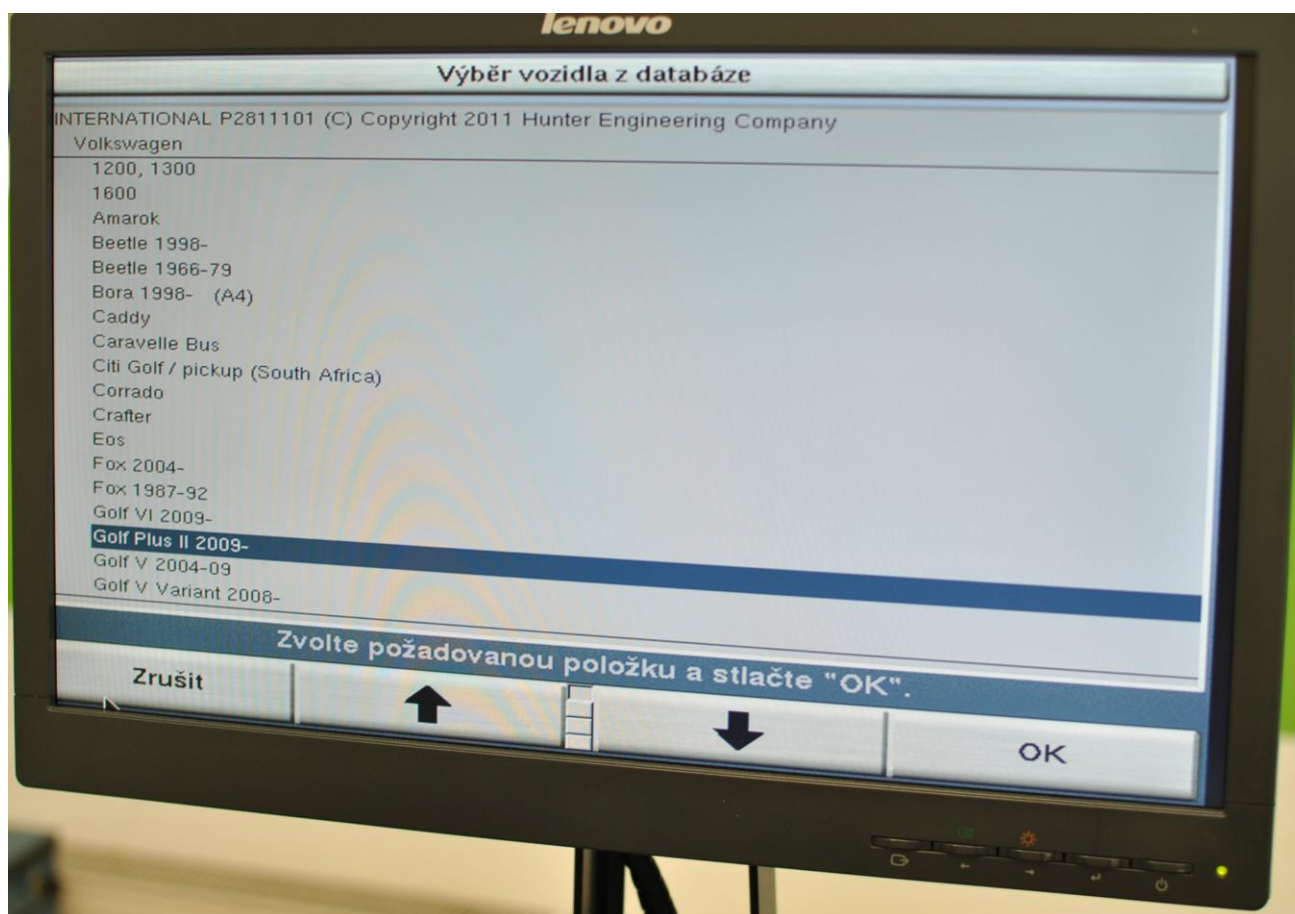 lenovo
Výběr vozidla z databáze
INTERNATIONAL P2811101 (C) Copyright 2011 Hunter Engineering Company
Volkswagen
1200, 1300
1600
Amarok
Beetle 1998-
Beetle 1966-79
Bora 1998- (A4)
Caddy
Caravelle Bus
Citi Golf / pickup (South Africa)
Corrado
Crafter
Eos
Fox 2004-
Fox 1987-92
Golf VI 2009-
Golf Plus II 2009-
Golf V 2004-09
Golf V Variant 2008-
Zvolte požadovanou položku a stlačte "OK".
Zrušit
OK